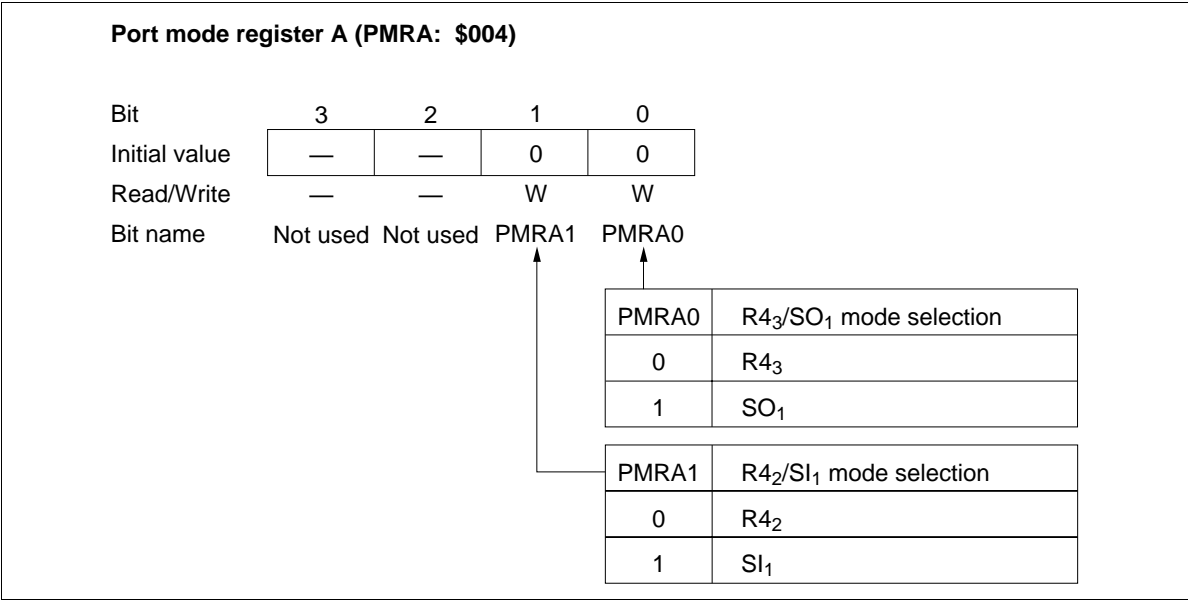 Port mode register A (PMRA: $004)
Bit 3 2 1 0
Initial value — — 0 0
Read/Write — — W W
Bit name Not used Not used PMRA1 PMRA0
PMRA0 R4₃/SO₁ mode selection
0 R4₃
1 SO₁
PMRA1 R4₂/SI₁ mode selection
0 R4₂
1 SI₁